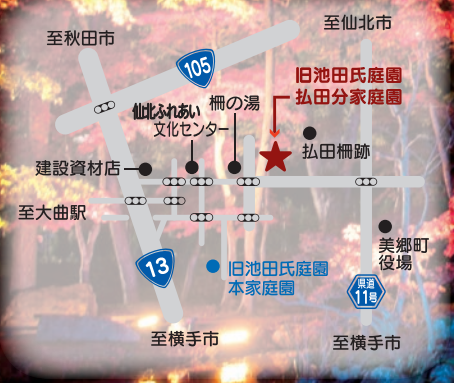 至仙北市
至秋田市
105
旧池田氏庭園
払田分家庭園
仙北ふれあい
文化センター
柵の湯
払田柵跡
建設資材店
至大曲駅
美郷町
役場
13
旧池田氏庭園
本家庭園
県道
11号
至横手市
至横手市